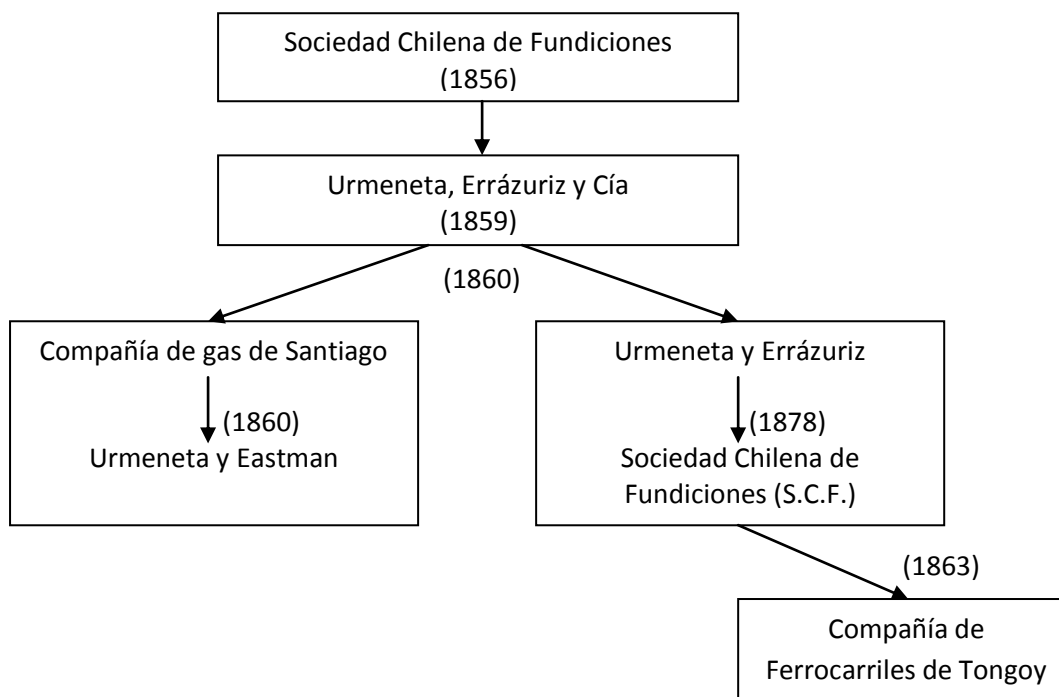 Sociedad Chilena de Fundiciones
(1856)
Urmeneta, Errázuriz y Cía
(1859)
(1860)
Compañía de gas de Santiago
(1860)
Urmeneta y Eastman
Urmeneta y Errázuriz
(1878)
Sociedad Chilena de
Fundiciones (S.C.F.)
(1863)
Compañía de
Ferrocarriles de Tongoy